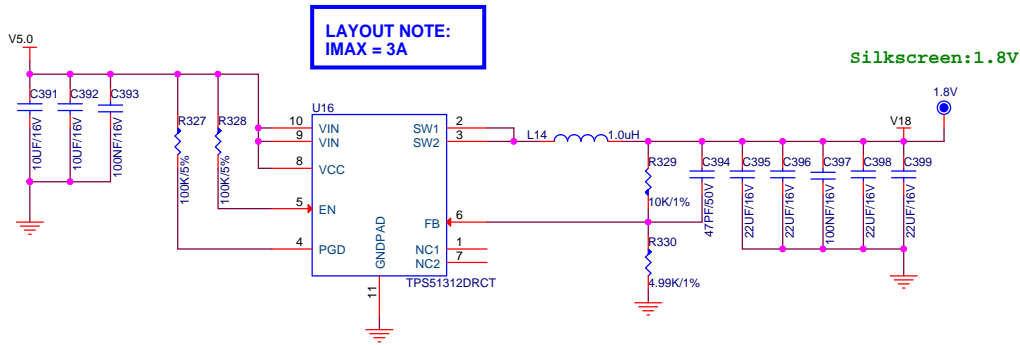 LAYOUT NOTE:
IMAX = 3A
Silkscreen:1.8V
V5.0
1.8V
V18
C391
10UF/16V
C392
10UF/16V
C393
100NF/16V
R327
100K/5%
R328
100K/5%
U16
10 VIN
9 VIN
8 VCC
5 EN
4 PGD
GNDPAD
11
SW1 2
SW2 3
FB 6
NC1 1
NC2 7
TPS51312DRCT
L14 1.0uH
R329
10K/1%
R330
4.99K/1%
C394
47PF/50V
C395
22UF/16V
C396
22UF/16V
C397
100NF/16V
C398
22UF/16V
C399
22UF/16V